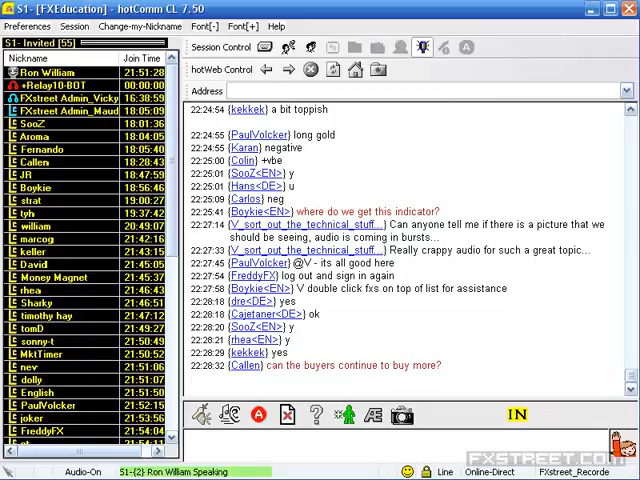 S1- [FXEducation] - hotComm CL 7.50
Preferences Session Change-my-Nickname Font[-] Font[+] Help
S1- Invited [55]
Nickname Join Time
Ron William 21:51:28
+Relay10-BOT 00:00:00
FXstreet Admin_Vicky 16:38:59
FXstreet Admin_Maud 18:05:09
SooZ 18:01:03
Aroma 18:04:05
Fernando 18:05:40
Callen 18:28:43
JR 18:47:59
Boykie 18:56:46
strat 19:00:27
tyh 19:37:42
william 20:49:07
marcog 21:42:16
keller 21:43:15
David 21:45:05
Money Magnet 21:45:37
rhea 21:46:43
Sharky 21:46:51
timothy hay 21:47:12
tomD 21:49:27
sonny-t 21:50:49
MktTimer 21:50:52
nev 21:51:06
dolly 21:51:07
English 21:51:07
PaulVolcker 21:52:15
joker 21:53:56
FreddyFX 21:54:04
Session Control
hotWeb Control
Address
22:24:54 {kekkek} a bit toppish
22:24:55 {PaulVolcker} long gold
22:24:55 {Karan} negative
22:25:00 {Colin} +vbe
22:25:01 {SooZ<EN>} y
22:25:01 {Hans<DE>} u
22:25:09 {Carlos} neg
22:25:41 {Boykie<EN>} where do we get this indicator?
22:27:14 {V_sort_out_the_technical_stuff...} Can anyone tell me if there is a picture that we
should be seeing, audio is coming in bursts...
22:27:33 {V_sort_out_the_technical_stuff...} Really crappy audio for such a great topic...
22:27:45 {PaulVolcker} @V - its all good here
22:27:54 {FreddyFX} log out and sign in again
22:27:58 {Boykie<EN>} V double click fxs on top of list for assistance
22:28:18 {dre<DE>} yes
22:28:18 {Cajetaner<DE>} ok
22:28:20 {SooZ<EN>} y
22:28:21 {rhea<EN>} y
22:28:29 {kekkek} yes
22:28:32 {Callen} can the buyers continue to buy more?
IN
FXSTREET.COM
Audio-On
S1-{2} Ron William Speaking
Line
Online-Direct
FXstreet_Recorde